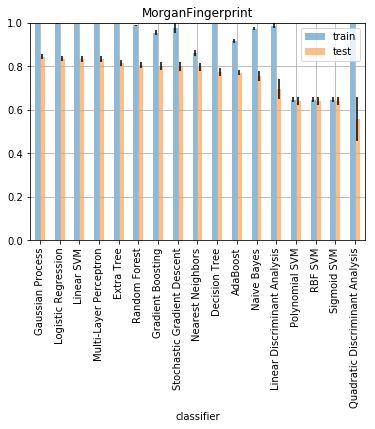 MorganFingerprint
train
test
1.0
0.8
0.6
0.4
0.2
0.0
Gaussian Process
Logistic Regression
Linear SVM
Multi-Layer Perceptron
Extra Tree
Random Forest
Gradient Boosting
Stochastic Gradient Descent
Nearest Neighbors
Decision Tree
AdaBoost
Naive Bayes
Linear Discriminant Analysis
Polynomial SVM
RBF SVM
Sigmoid SVM
Quadratic Discriminant Analysis
classifier